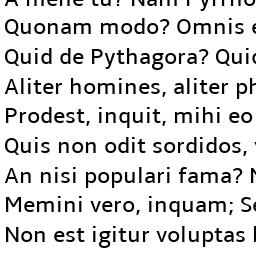 A mene tu? Nam Pyrrho
Quonam modo? Omnis e
Quid de Pythagora? Quid
Aliter homines, aliter ph
Prodest, inquit, mihi eo
Quis non odit sordidos, v
An nisi populari fama? N
Memini vero, inquam; Se
Non est igitur voluptas b